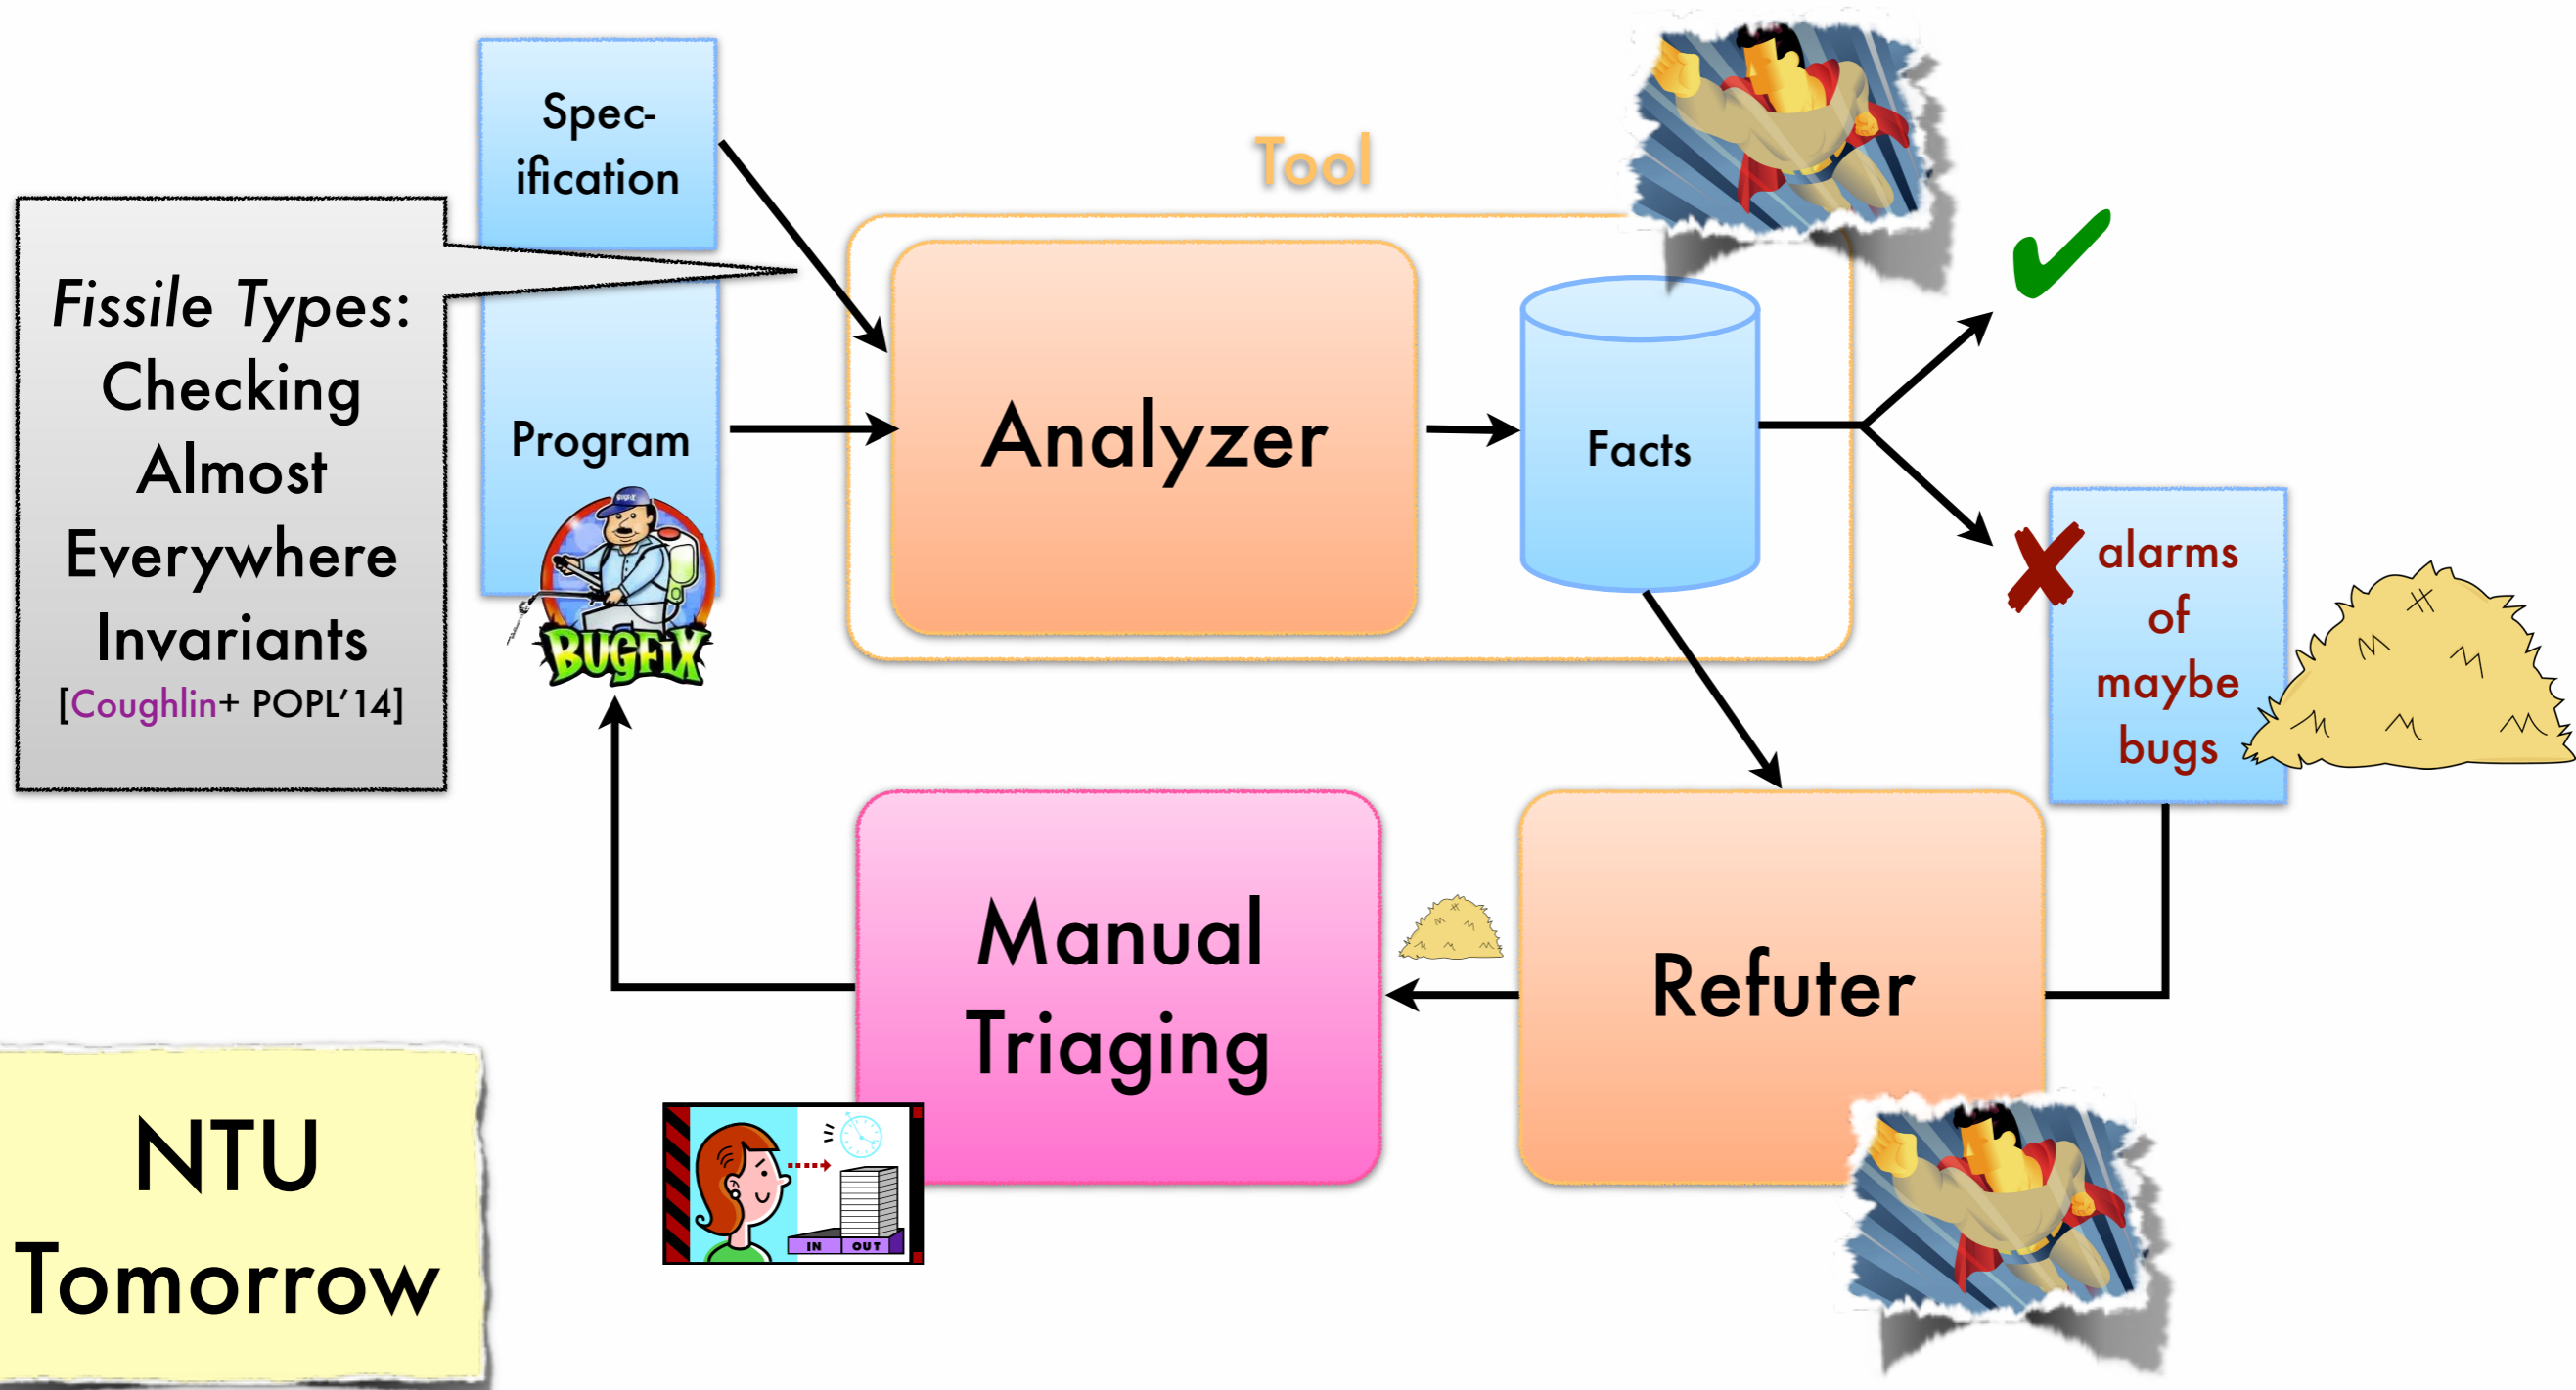 Spec-
ification
Tool
Fissile Types:
Checking
Almost
Everywhere
Invariants
[Coughlin+ POPL'14]
Program
BUGFIX
BUGFIX
Analyzer
Facts
✔
✘
alarms
of
maybe
bugs
Manual
Triaging
Refuter
IN OUT
NTU
Tomorrow